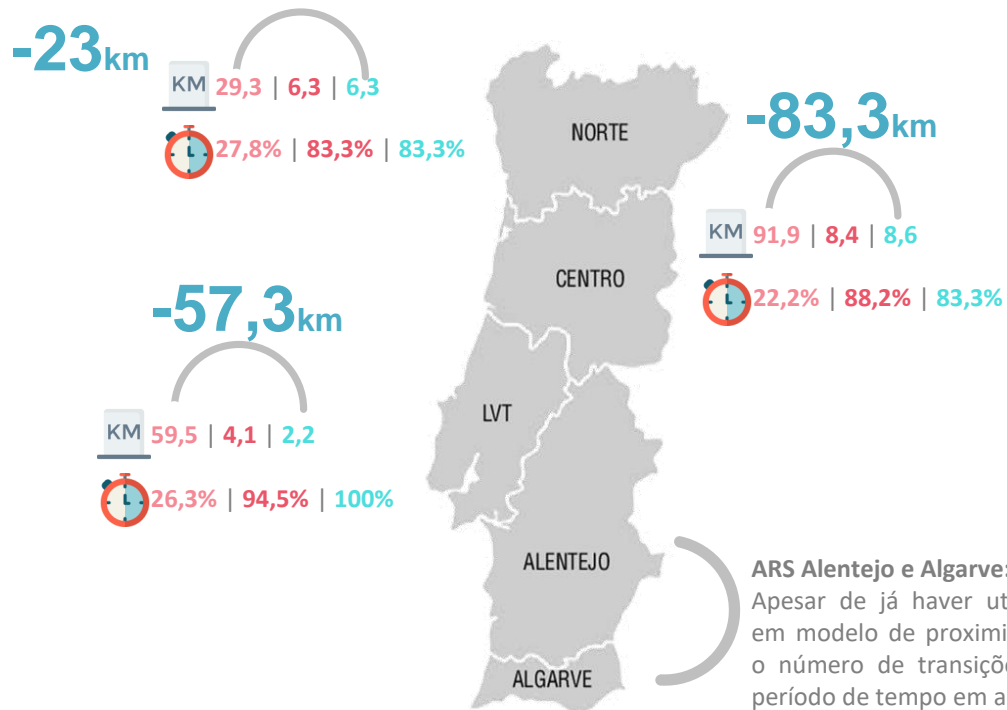 -23km
KM 29,3 | 6,3 | 6,3
27,8% | 83,3% | 83,3%
-83,3km
KM 91,9 | 8,4 | 8,6
22,2% | 88,2% | 83,3%
-57,3km
KM 59,5 | 4,1 | 2,2
26,3% | 94,5% | 100%
NORTE
CENTRO
LVT
ALENTEJO
ALGARVE
ARS Alentejo e Algarve:
Apesar de já haver
em modelo de
o número de
período de tempo em